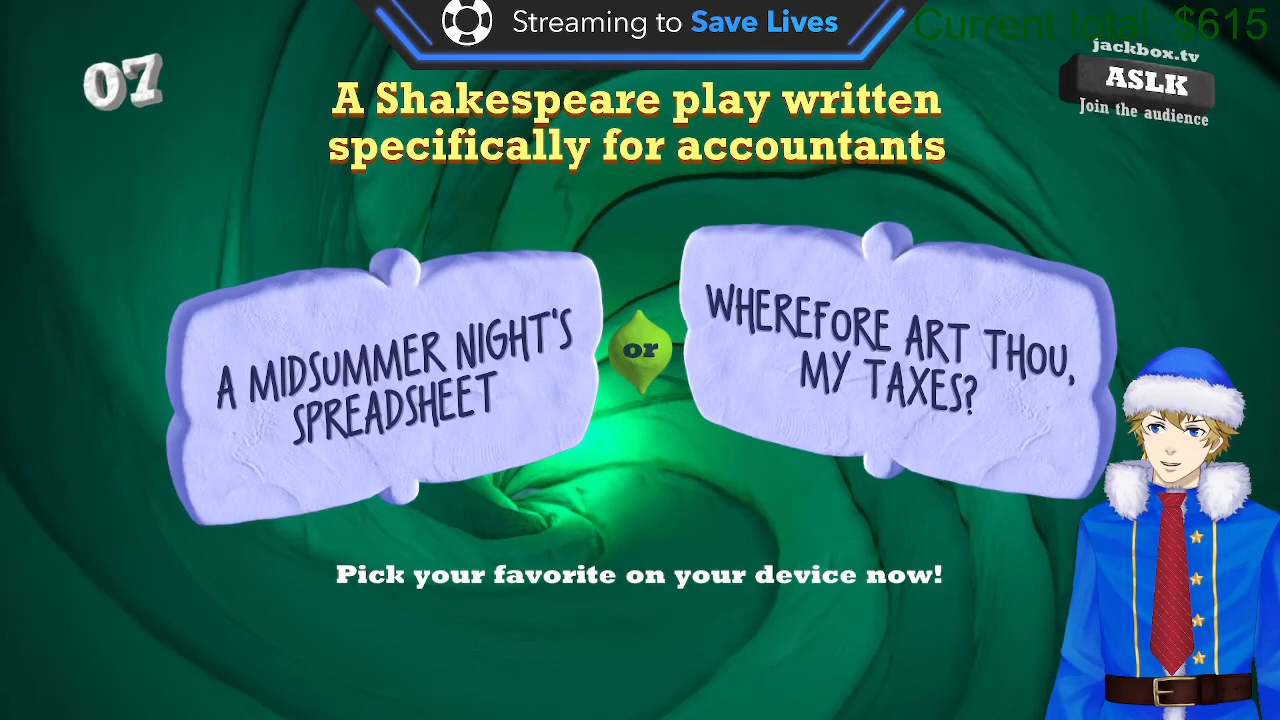 Streaming to Save Lives
Current total: $615
07
jackbox.tv
ASLK
Join the audience
A Shakespeare play written
specifically for accountants
A MIDSUMMER NIGHT'S
SPREADSHEET
or
WHEREFORE ART THOU,
MY TAXES?
Pick your favorite on your device now!